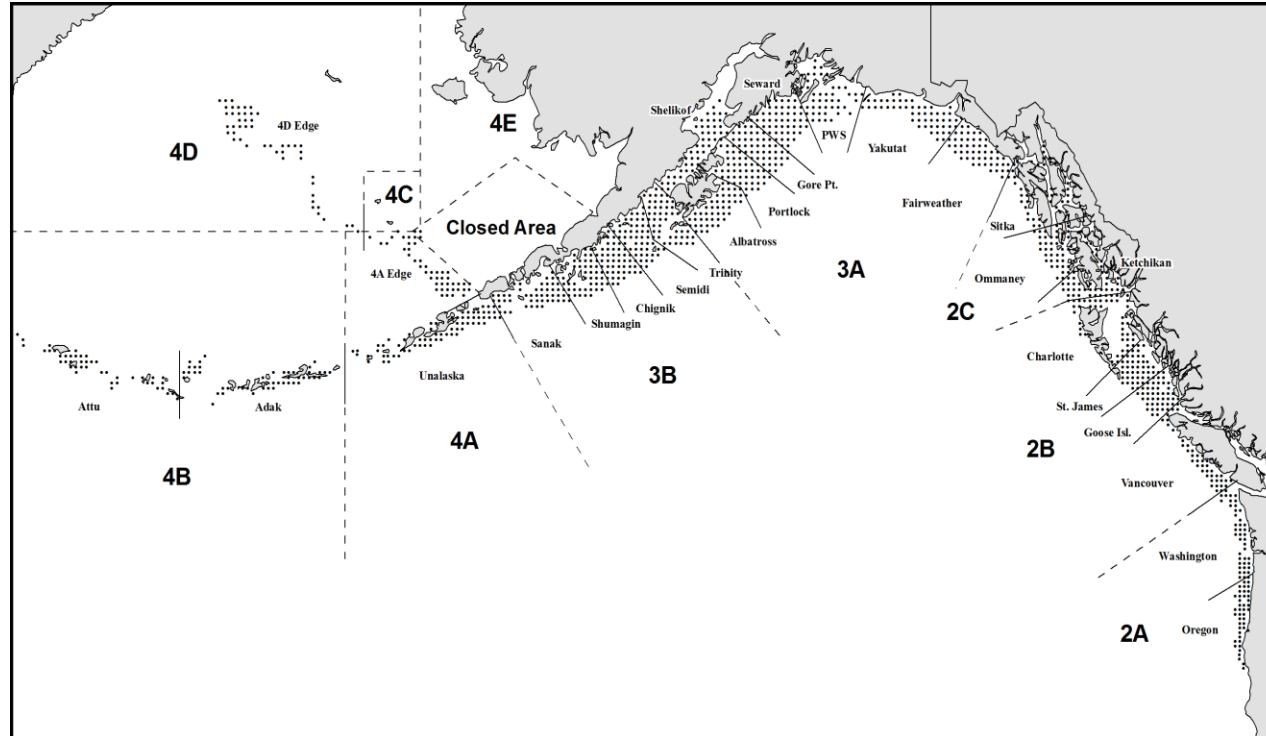 Seward
Shelikof
4E
4D Edge
PWS
4D
Yakutat
Gore Pt.
4C
Fairweather
Portlock
Closed Area
Sitka
Albatross
Ketchikan
4A Edge
Trinity
3A
Ommaney
Semidi
Chignik
2C
Shumagin
Sanak
Charlotte
Unalaska
3B
Attu
Adak
St. James
Goose Isl.
4A
2B
4B
Vancouver
Washington
2A
Oregon